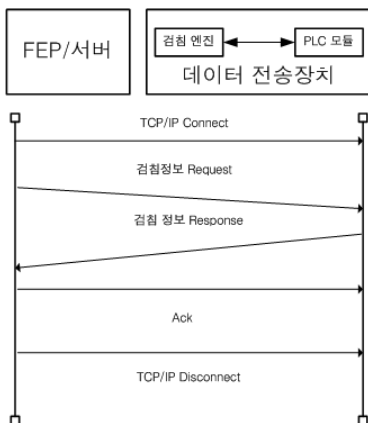 FEP/서버
검침 엔진
PLC 모듈
데이터 전송장치
TCP/IP Connect
검침정보 Request
검침 정보 Response
Ack
TCP/IP Disconnect